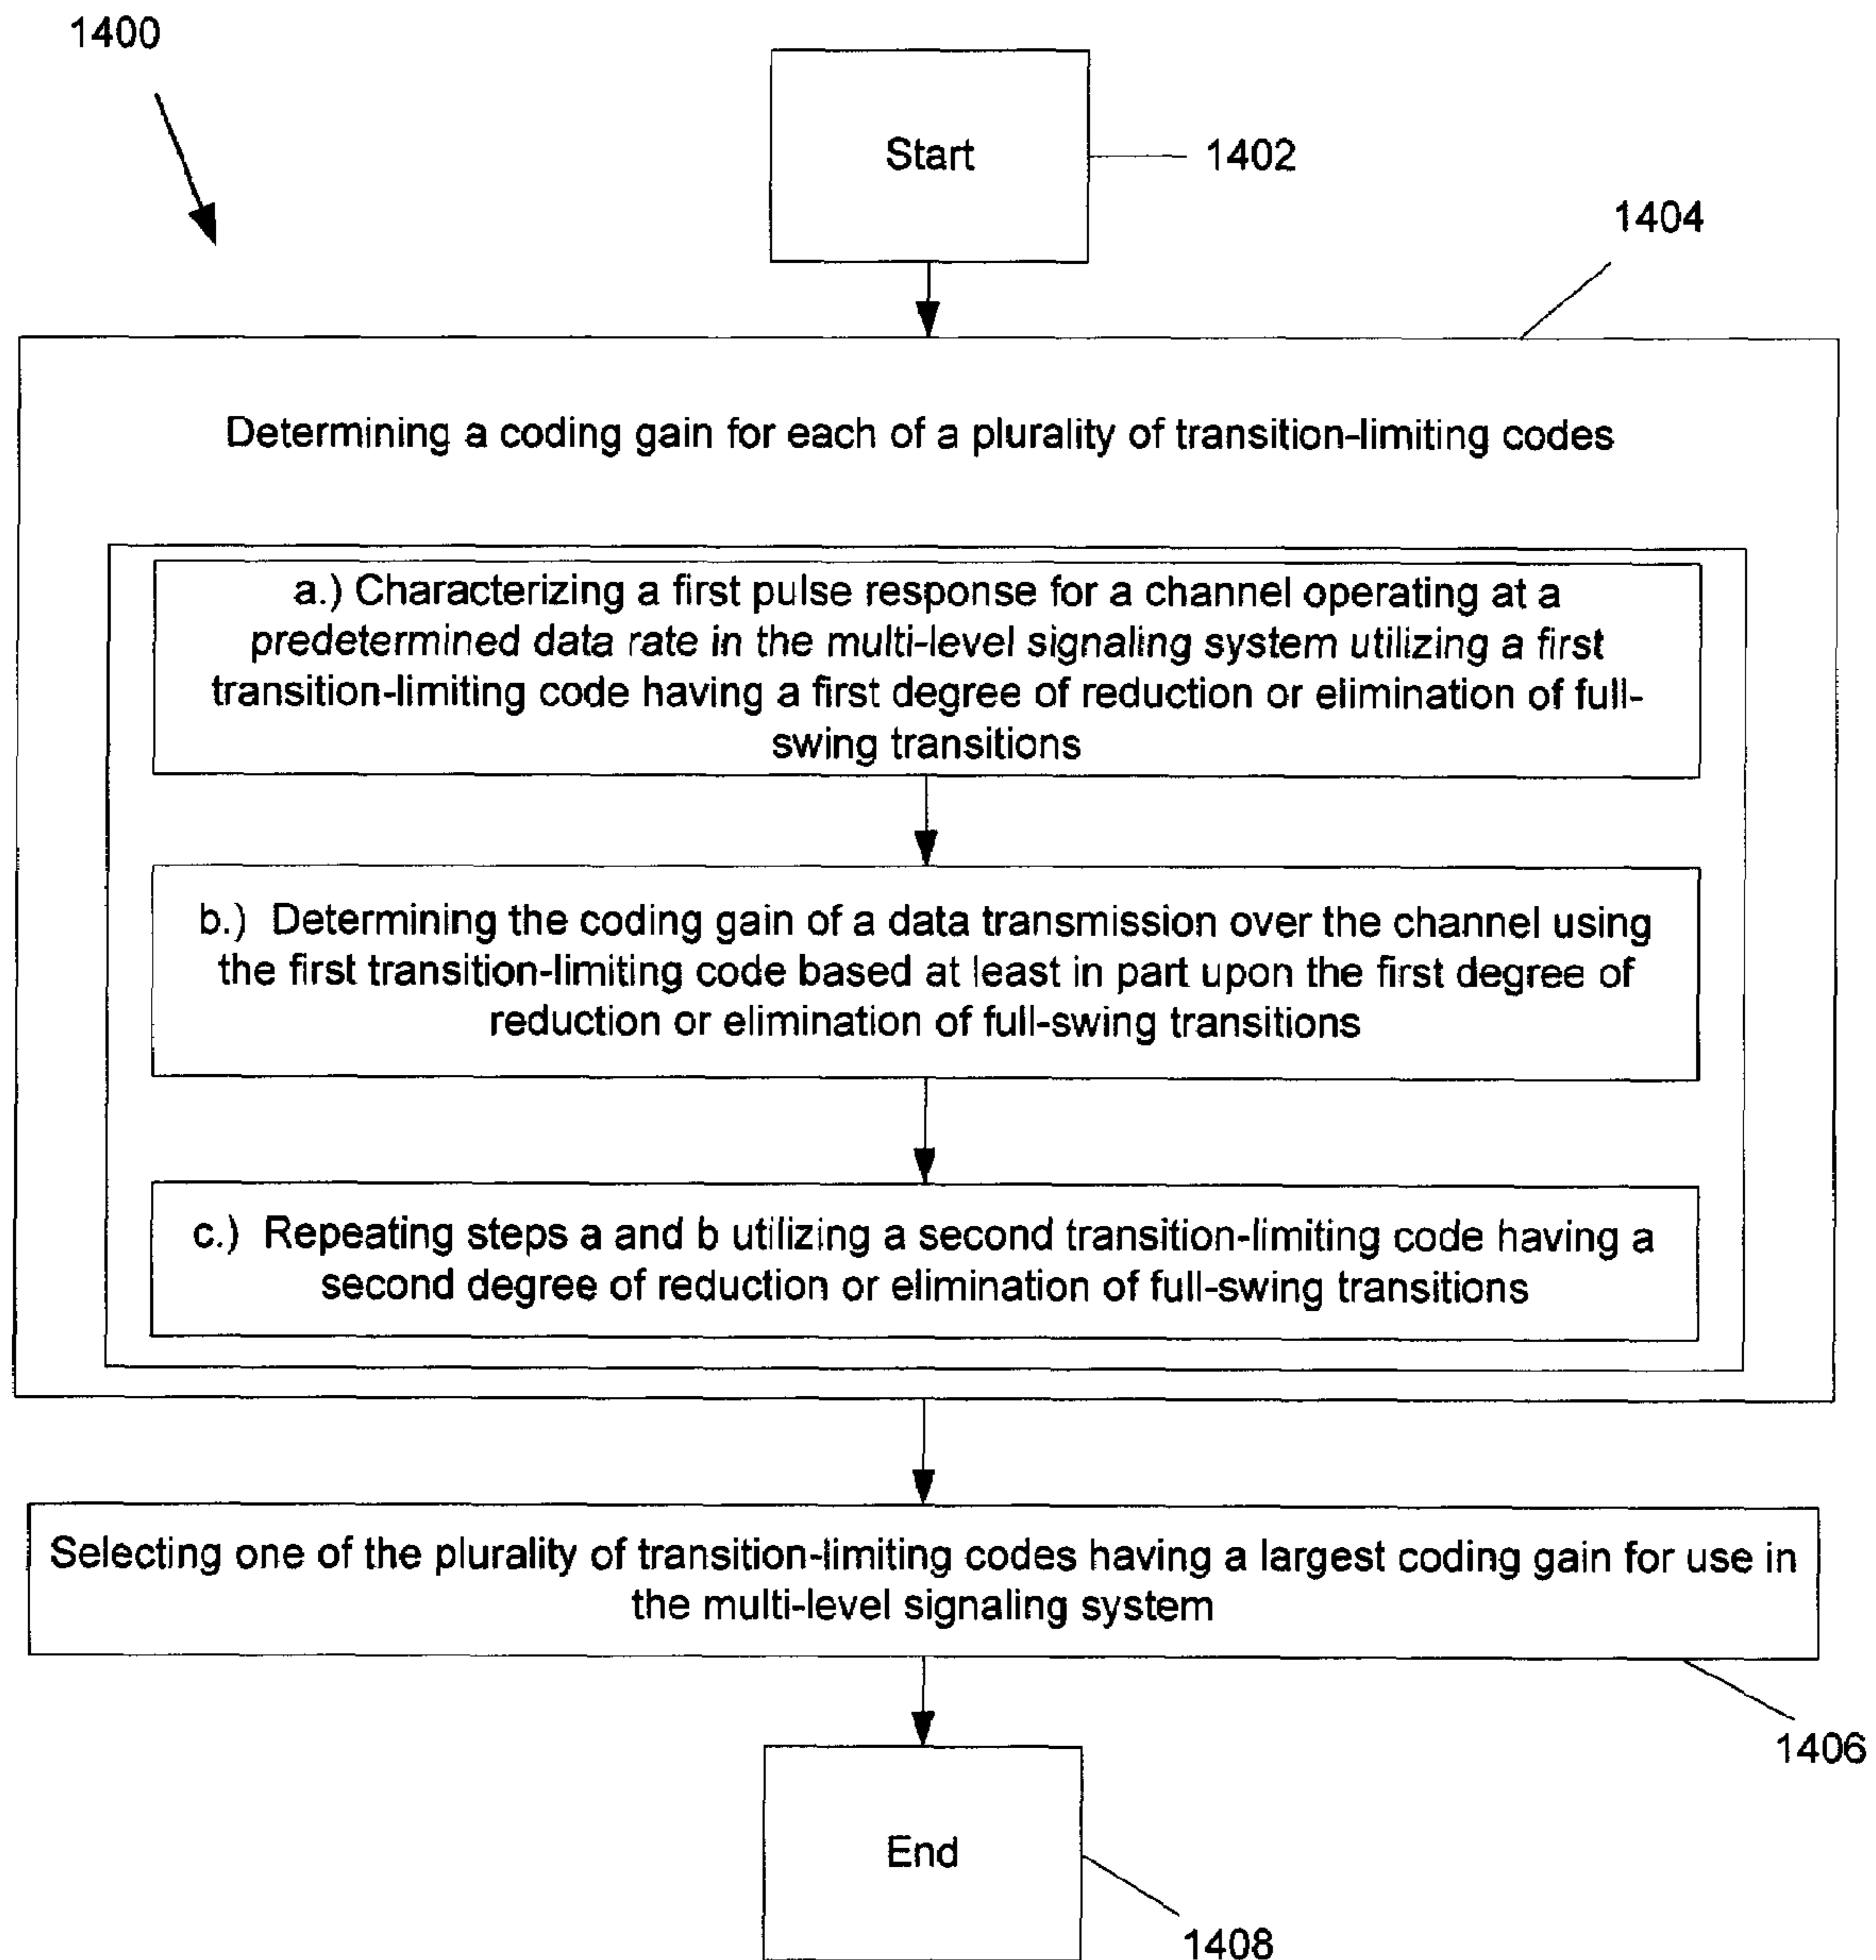 1400
Start
1402
1404
Determining a coding gain for each of a plurality of transition-limiting codes
a.) Characterizing a first pulse response for a channel operating at a
predetermined data rate in the multi-level signaling system utilizing a first
transition-limiting code having a first degree of reduction or elimination of full-
swing transitions
b.) Determining the coding gain of a data transmission over the channel using
the first transition-limiting code based at least in part upon the first degree of
reduction or elimination of full-swing transitions
c.) Repeating steps a and b utilizing a second transition-limiting code having a
second degree of reduction or elimination of full-swing transitions
Selecting one of the plurality of transition-limiting codes having a largest coding gain for use in
the multi-level signaling system
1406
End
1408